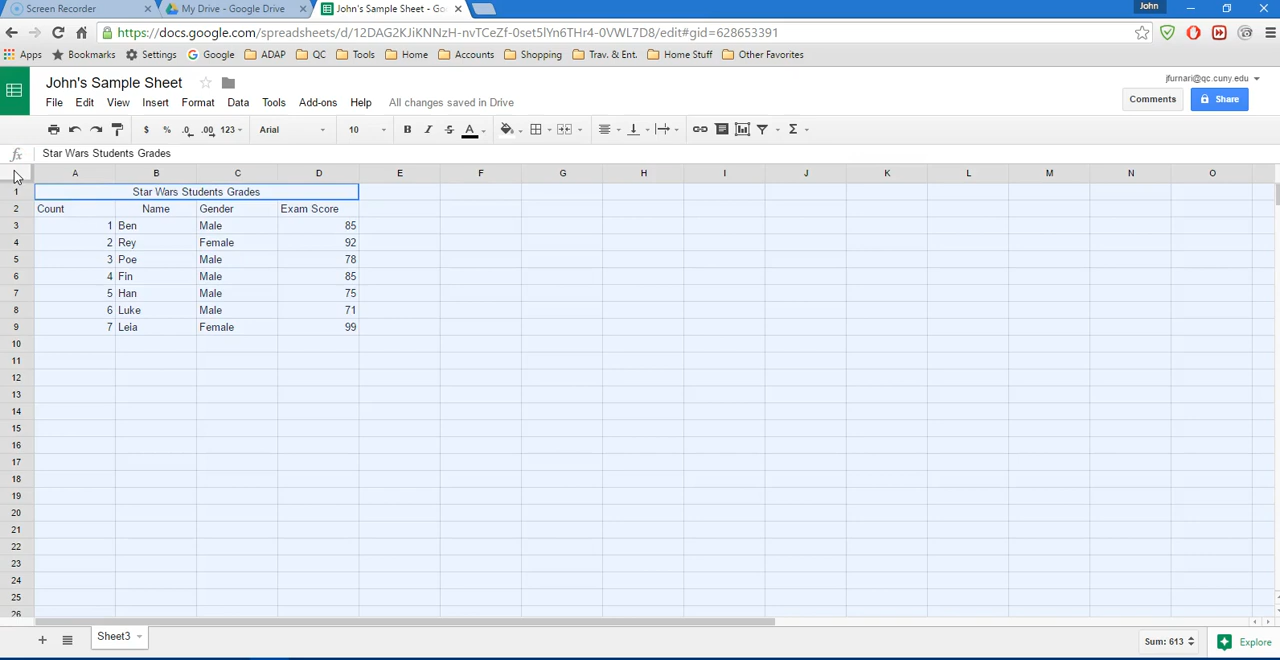 Screen Recorder My Drive - Google Drive John's Sample Sheet - Go John
https://docs.google.com/spreadsheets/d/12DAG2KJiKNNzH-nvTCeZf-0set5IYn6THr4-0VWL7D8/edit#gid=628653391
Apps Bookmarks Settings Google ADAP QC Tools Home Accounts Shopping Trav. & Ent. Home Stuff Other Favorites
John's Sample Sheet jfurnari@qc.cuny.edu
File Edit View Insert Format Data Tools Add-ons Help All changes saved in Drive Comments Share
$ % .0 .00 123 Arial 10 B I S A Σ
fx Star Wars Students Grades
A B C D E F G H I J K L M N O
1 Star Wars Students Grades
2 Count Name Gender Exam Score
3 1 Ben Male 85
4 2 Rey Female 92
5 3 Poe Male 78
6 4 Fin Male 85
7 5 Han Male 75
8 6 Luke Male 71
9 7 Leia Female 99
10
11
12
13
14
15
16
17
18
19
20
21
22
23
24
25
26
Sheet3 Sum: 613 Explore